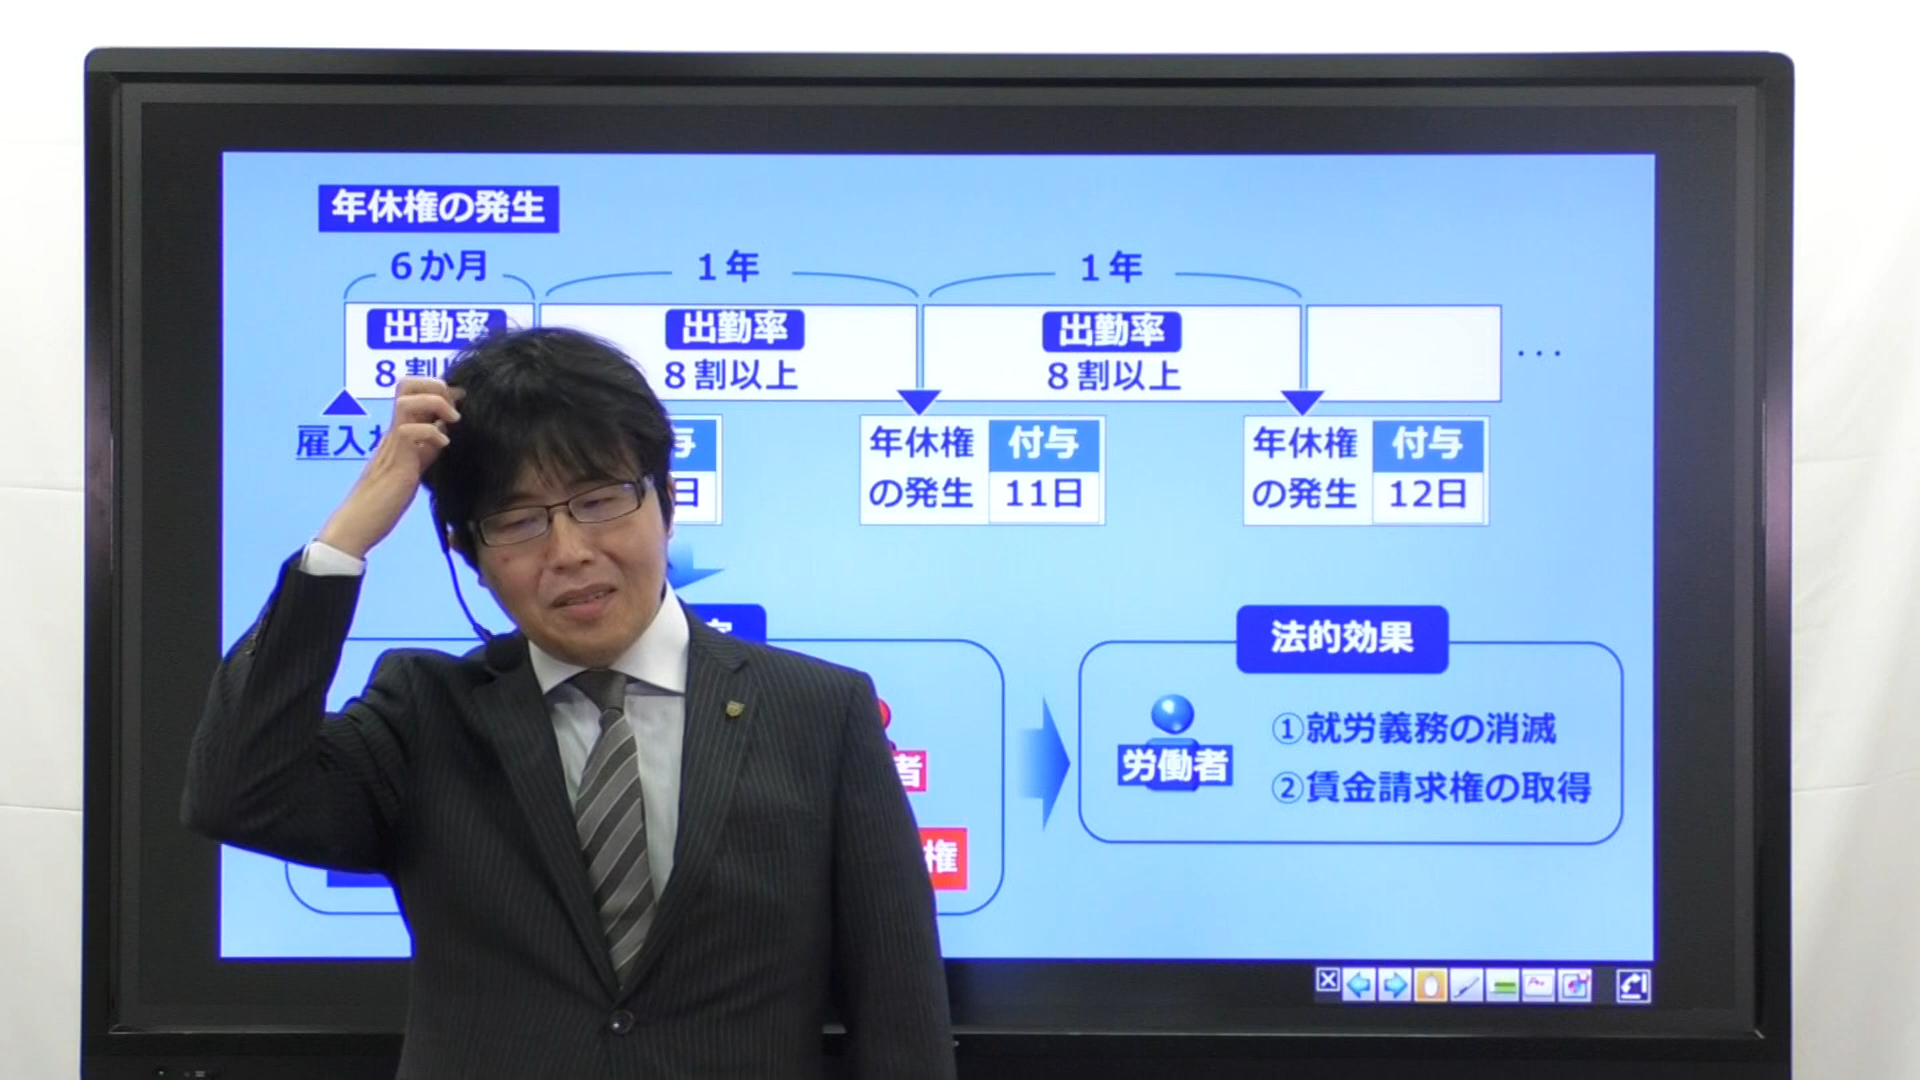 年休権の発生
6か月
1年
1年
出勤率
出勤率
出勤率
8割
8割以上
8割以上
...
雇入
日
年休権の発生
付与
11日
年休権の発生
付与
12日
者
権
法的効果
労働者
①就労義務の消滅
②賃金請求権の取得